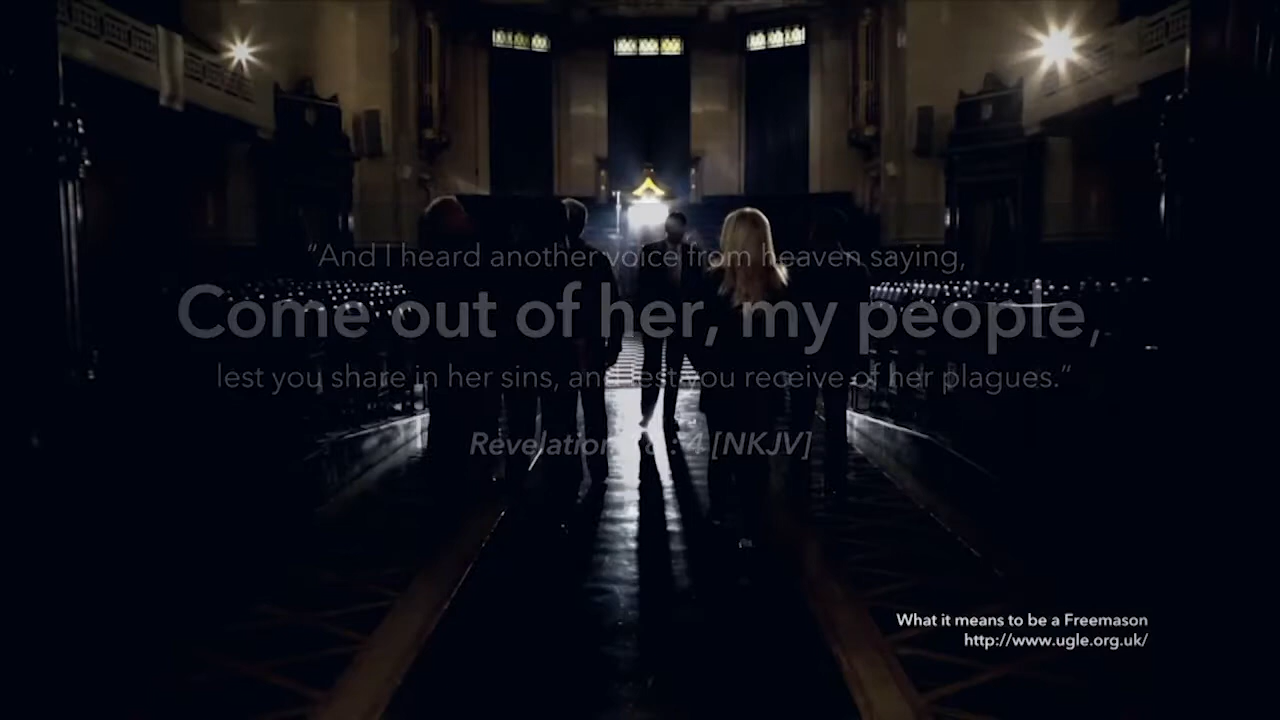 “And I heard another voice from heaven saying,
Come out of her, my people,
lest you share in her sins, and lest you receive of her plagues.”
Revelation : 4 [NKJV]
What it means to be a Freemason
http://www.ugle.org.uk/